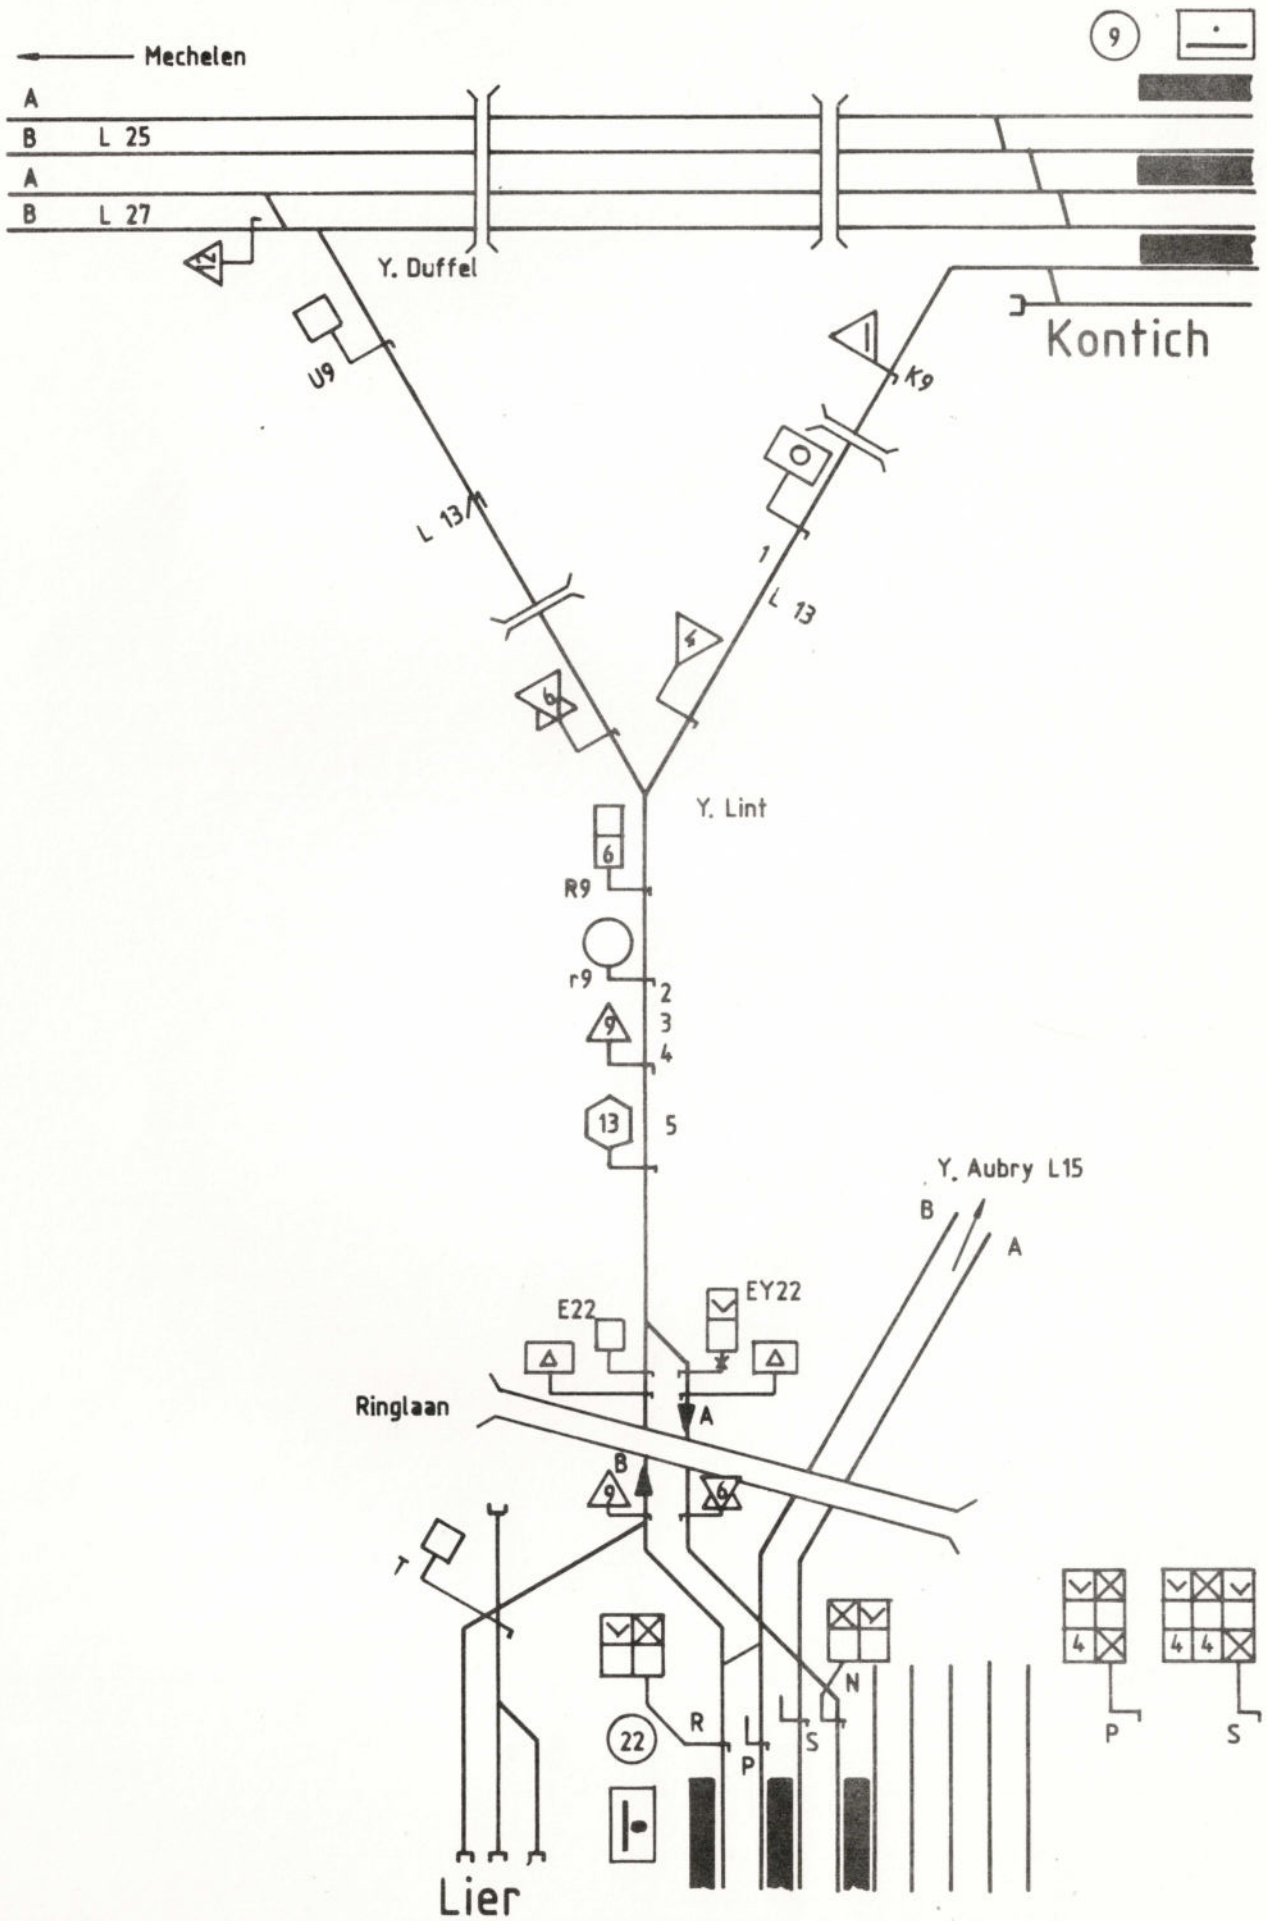 9
Mechelen
A
B L 25
A
B L 27
12
Y. Duffel
Kontich
U9
K9
L 13
1
L 13
4
6
Y. Lint
6
R9
r9
2
9
3
4
13
5
Y. Aubry L15
B
A
E22
EY22
Ringlaan
A
B
9
6
T
N
4
4 4
R
S
P
S
22
P
Lier